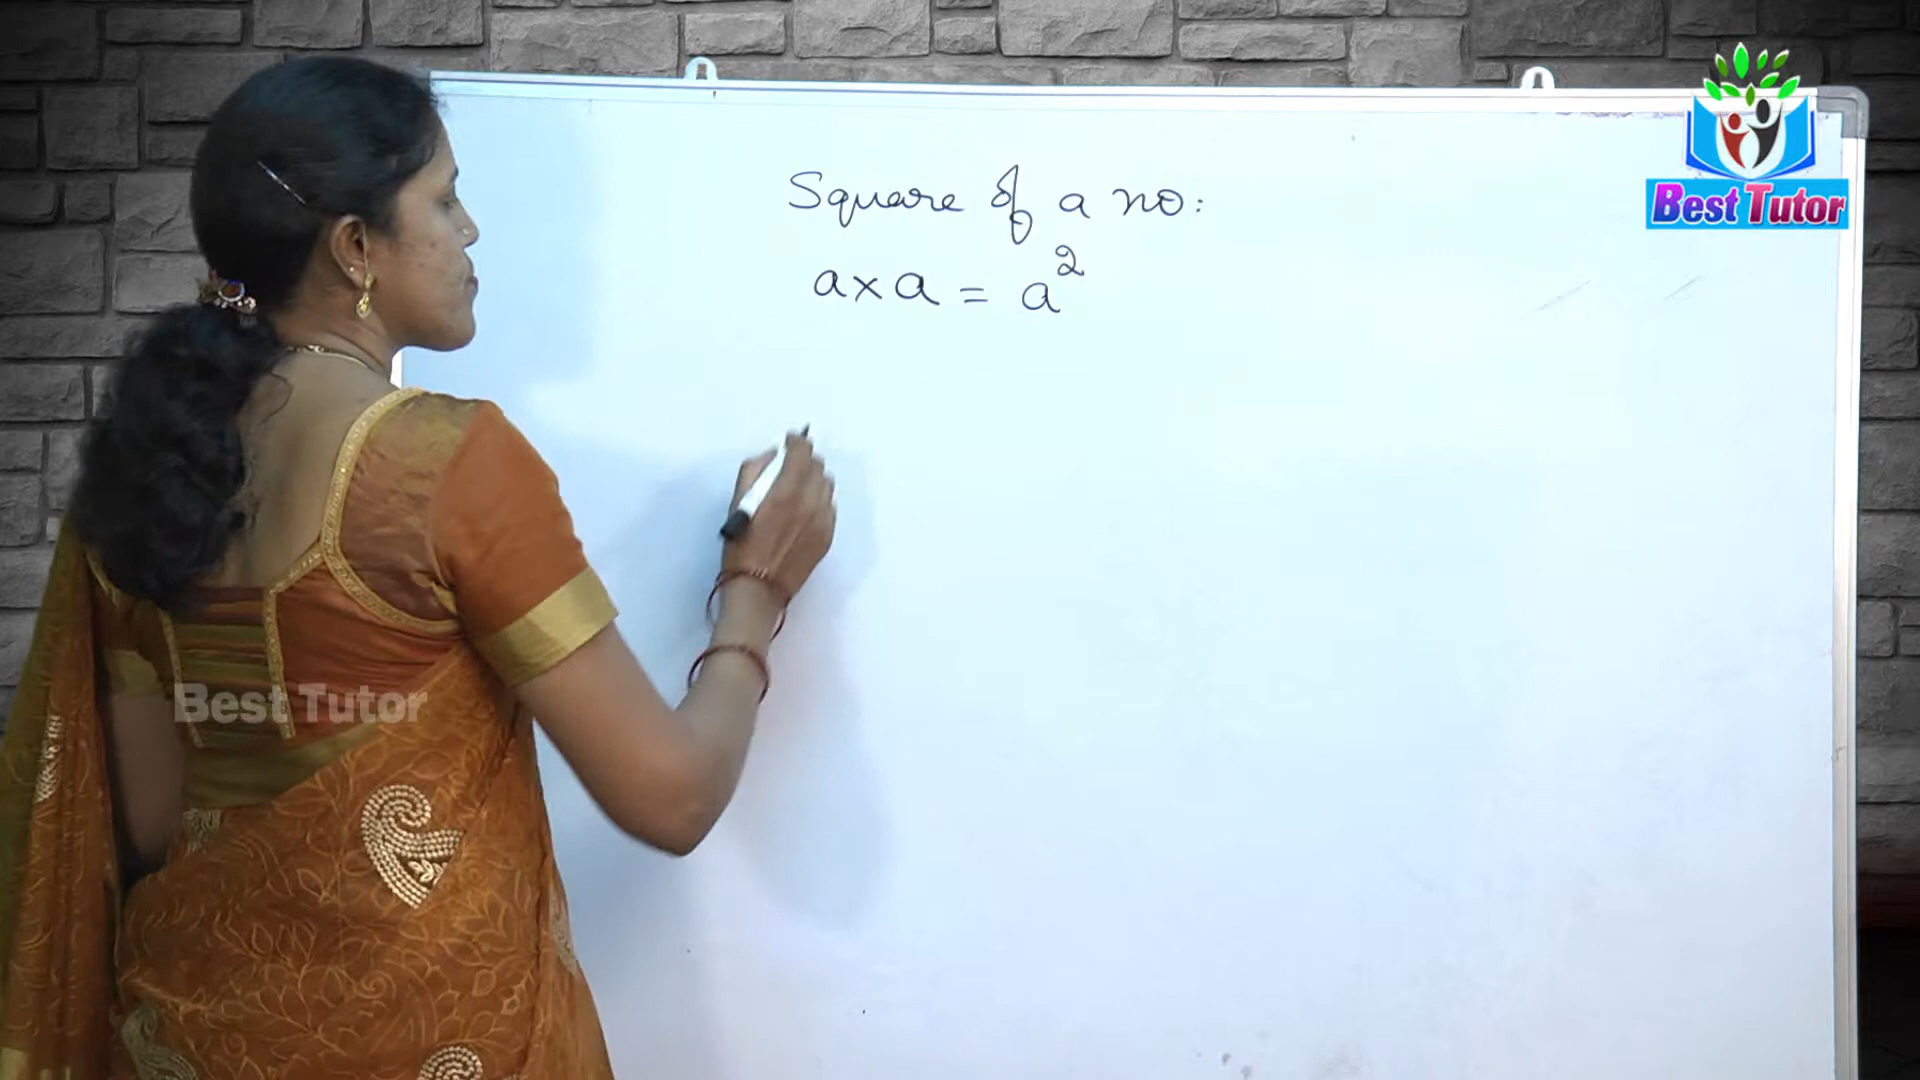 Square of a no:
a x a = a²
Best Tutor
Best Tutor